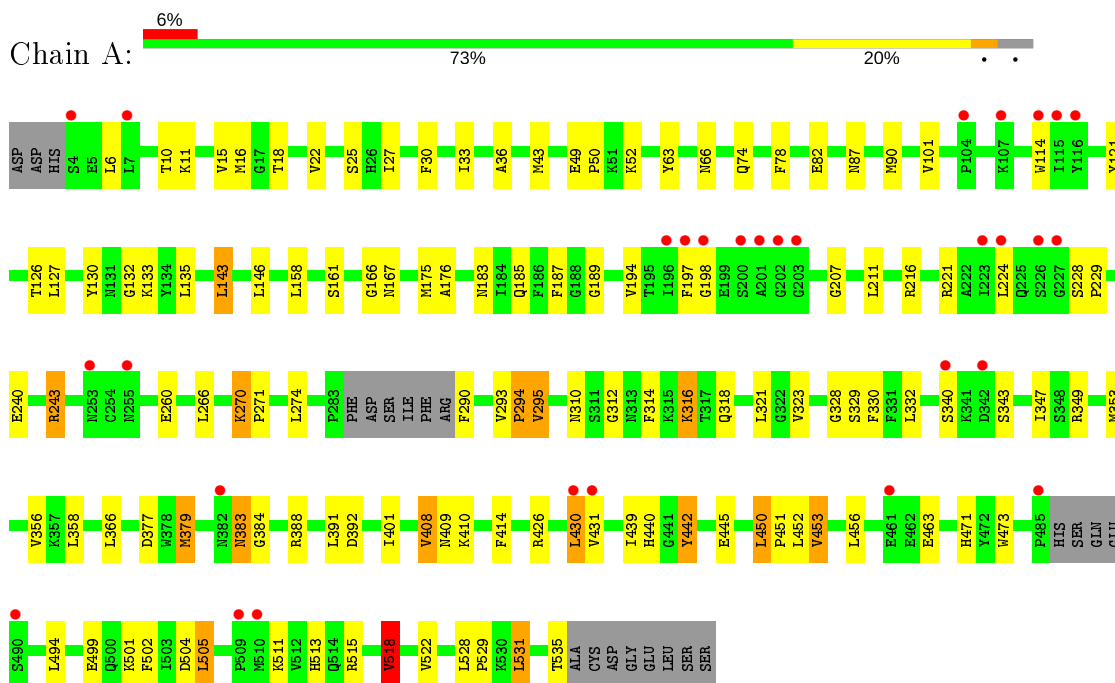 6%
Chain A:
73% 20% • •
ASP ASP HIS S4 E5 L6 L7 T10 K11 V15 M16 G17 T18 V22 S25 H26 I27 F30 I33 A36 M43 E49 P50 K51 K52 Y63 N66 Q74 F78 E82 N87 M90 V101 P104 K107 W114 I115 Y116 Y121
T126 L127 Y130 N131 G132 K133 Y134 L135 L143 L146 L158 S161 G166 N167 M175 A176 N183 I184 Q185 F186 F187 G188 G189 V194 T195 I196 F197 G198 E199 S200 A201 G202 G203 G207 L211 R216 R221 A222 I223 L224 Q225 S226 G227 S228 P229
E240 R243 N253 C254 N255 E260 L266 K270 P271 L274 P283 PHE ASP SER ILE PHE ARG F290 V293 P294 V295 N310 S311 G312 N313 F314 K315 K316 T317 Q318 L321 G322 V323 G328 S329 F330 F331 L332 S340 K341 D342 S343 I347 S348 R349 M353
V356 K357 L358 L366 D377 W378 M379 N382 N383 G384 R388 L391 D392 I401 V408 N409 K410 F414 R426 L430 V431 I439 H440 G441 Y442 E445 L450 P451 L452 V453 L456 E461 E462 E463 H471 Y472 W473 P485 HIS SER GLN GLU
S490 L494 E499 Q500 K501 F502 I503 D504 L505 P509 M510 K511 V512 H513 Q514 R515 V518 V522 L528 P529 K530 L531 T535 ALA CYS ASP GLY GLU LEU SER SER